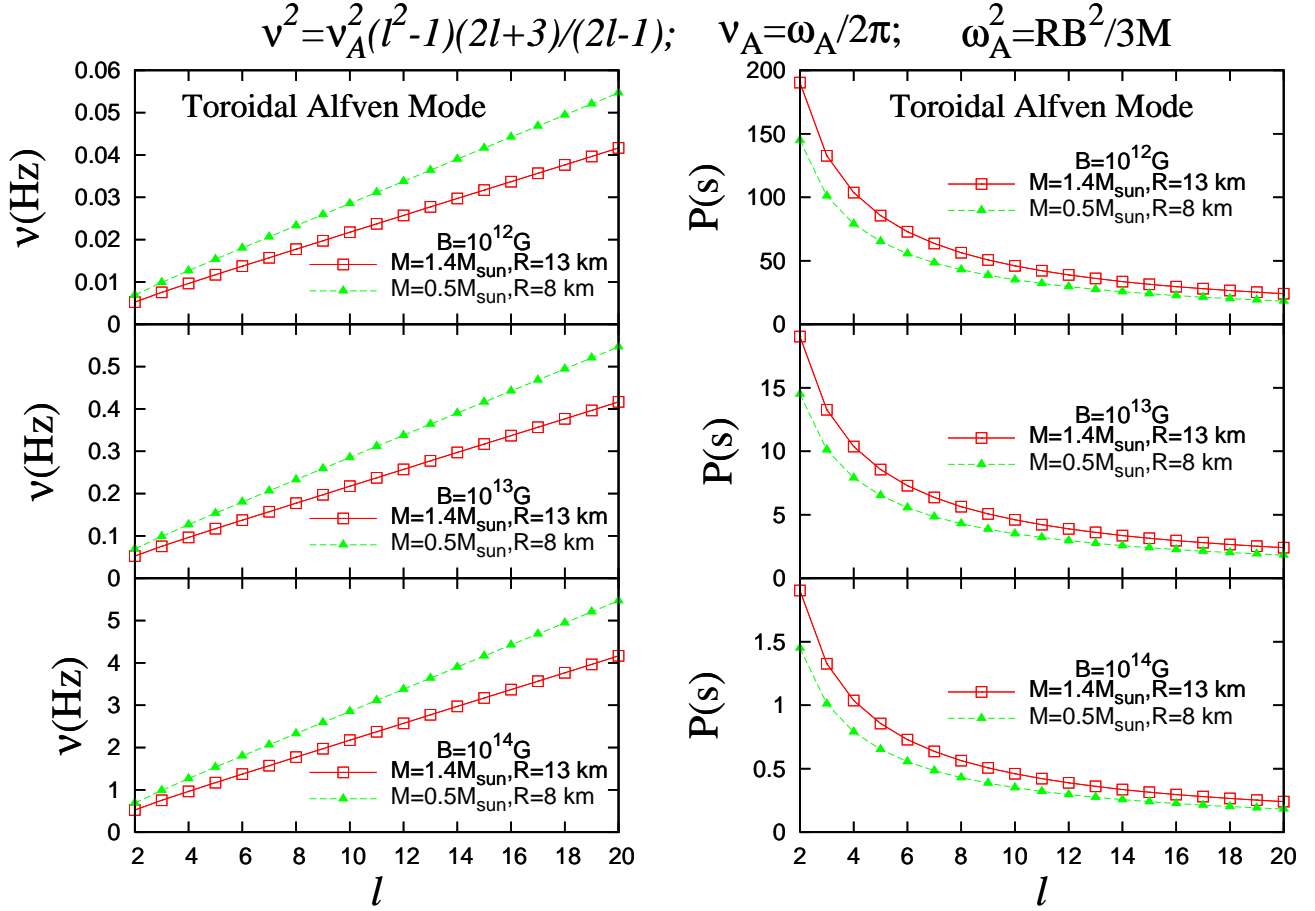 ν²=ν_A²(l²-1)(2l+3)/(2l-1); ν_A=ω_A/2π; ω_A²=RB²/3M
Toroidal Alfven Mode
ν(Hz)
0.06
0.05
0.04
0.03
0.02
0.01
0
B=10¹²G
M=1.4M_sun,R=13 km
M=0.5M_sun,R=8 km
Toroidal Alfven Mode
P(s)
200
150
100
50
0
B=10¹²G
M=1.4M_sun,R=13 km
M=0.5M_sun,R=8 km
ν(Hz)
0.5
0.4
0.3
0.2
0.1
0
B=10¹³G
M=1.4M_sun,R=13 km
M=0.5M_sun,R=8 km
P(s)
15
10
5
0
B=10¹³G
M=1.4M_sun,R=13 km
M=0.5M_sun,R=8 km
ν(Hz)
5
4
3
2
1
0
B=10¹⁴G
M=1.4M_sun,R=13 km
M=0.5M_sun,R=8 km
2 4 6 8 10 12 14 16 18 20
l
P(s)
1.5
1
0.5
0
B=10¹⁴G
M=1.4M_sun,R=13 km
M=0.5M_sun,R=8 km
2 4 6 8 10 12 14 16 18 20
l